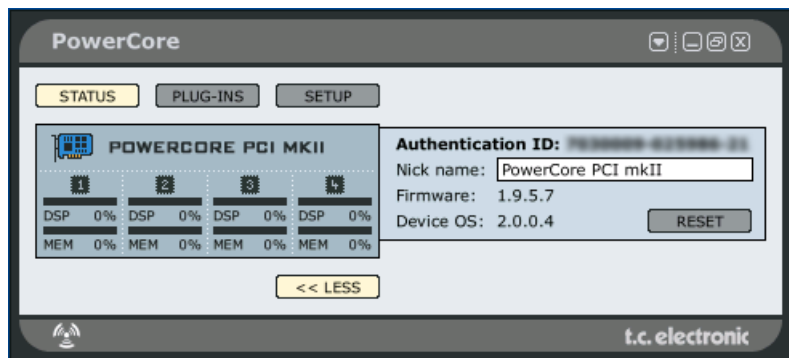 PowerCore
STATUS PLUG-INS SETUP
POWERCORE PCI MKII
1 2 3 4
DSP 0% DSP 0% DSP 0% DSP 0%
MEM 0% MEM 0% MEM 0% MEM 0%
Authentication ID:
Nick name: PowerCore PCI mkII
Firmware: 1.9.5.7
Device OS: 2.0.0.4 RESET
<< LESS
t.c. electronic